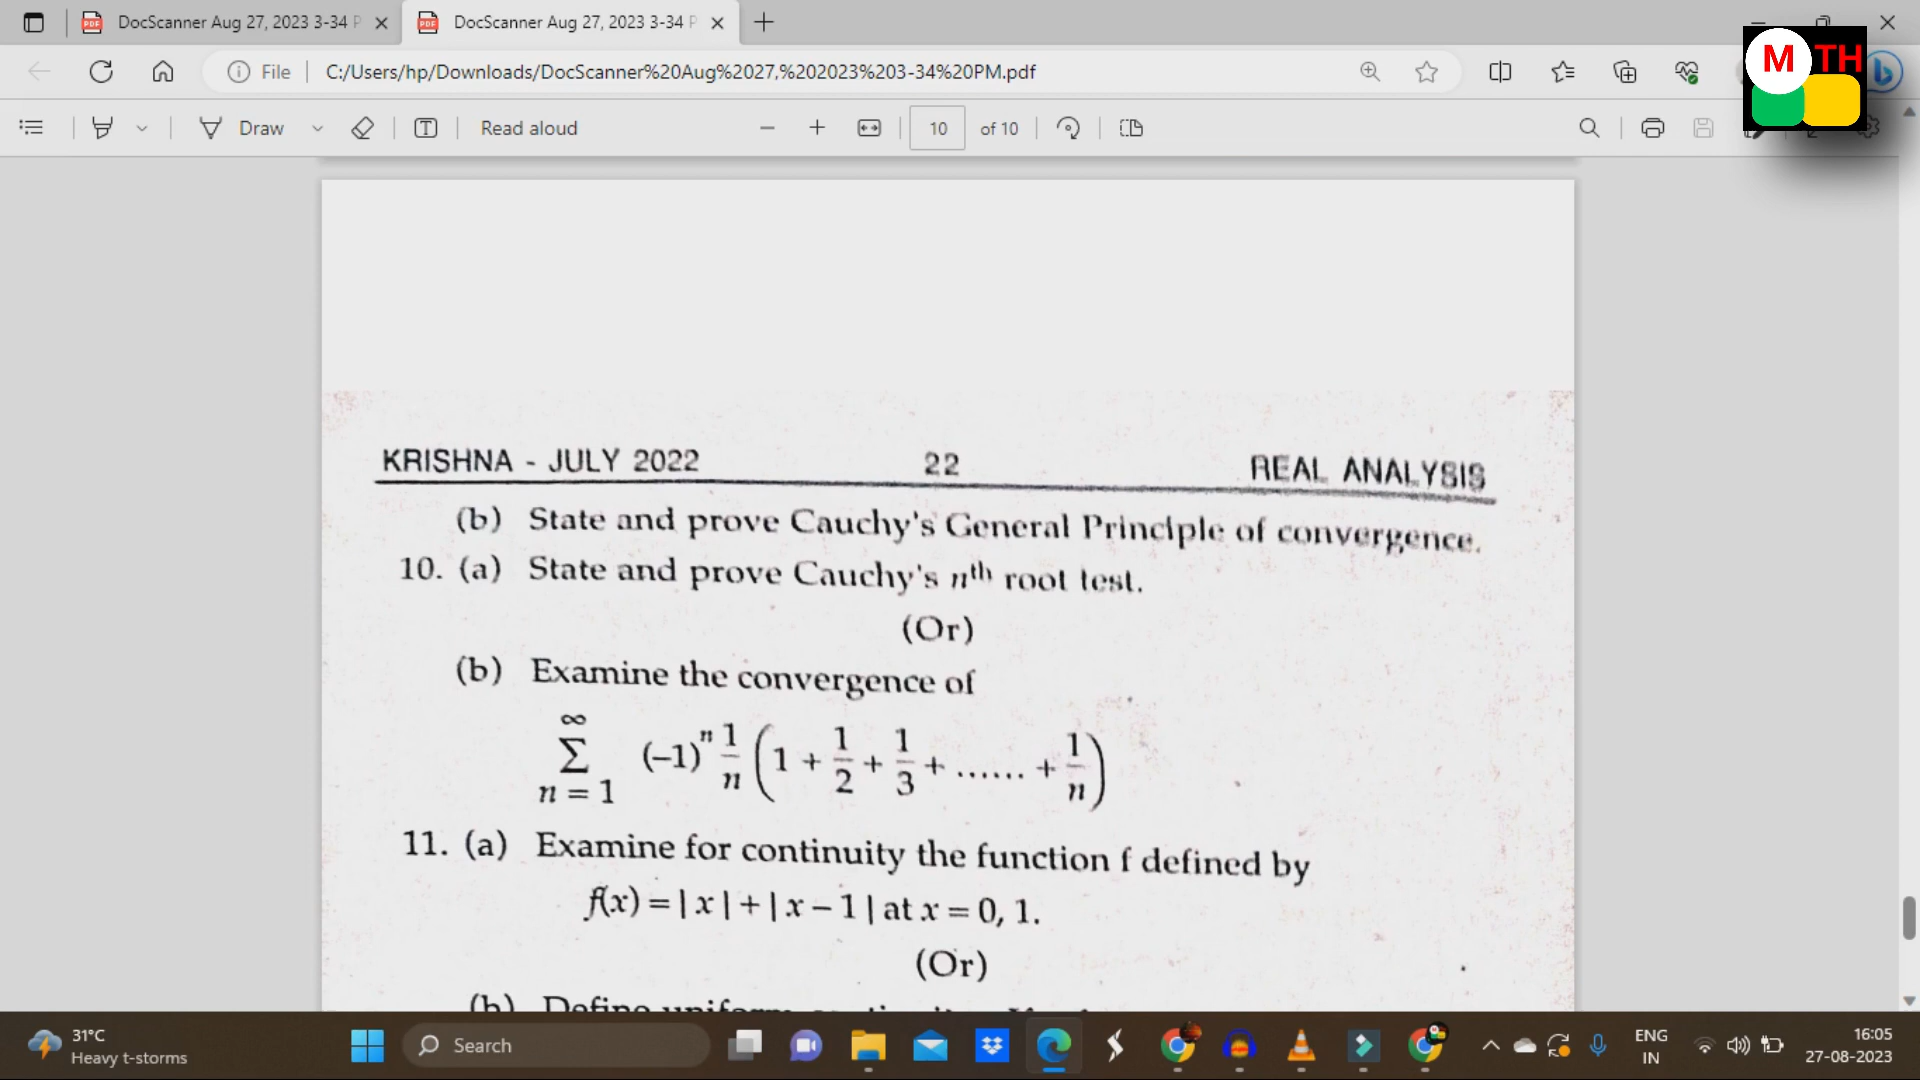 DocScanner Aug 27, 2023 3-34 P
DocScanner Aug 27, 2023 3-34 P
File
C:/Users/hp/Downloads/DocScanner%20Aug%2027,%202023%203-34%20PM.pdf
M TH
Draw
Read aloud
10 of 10
KRISHNA - JULY 2022 22 REAL ANALYSIS
(b) State and prove Cauchy's General Principle of convergence.
10. (a) State and prove Cauchy's nth root test.
(Or)
(b) Examine the convergence of
∞ Σ n = 1 (–1)ⁿ 1/n (1 + 1/2 + 1/3 + ...... + 1/n)
11. (a) Examine for continuity the function f defined by
f(x) = | x | + | x – 1 | at x = 0, 1.
(Or)
(b) Define uniform
31°C
Heavy t-storms
Search
ENG
IN
16:05
27-08-2023